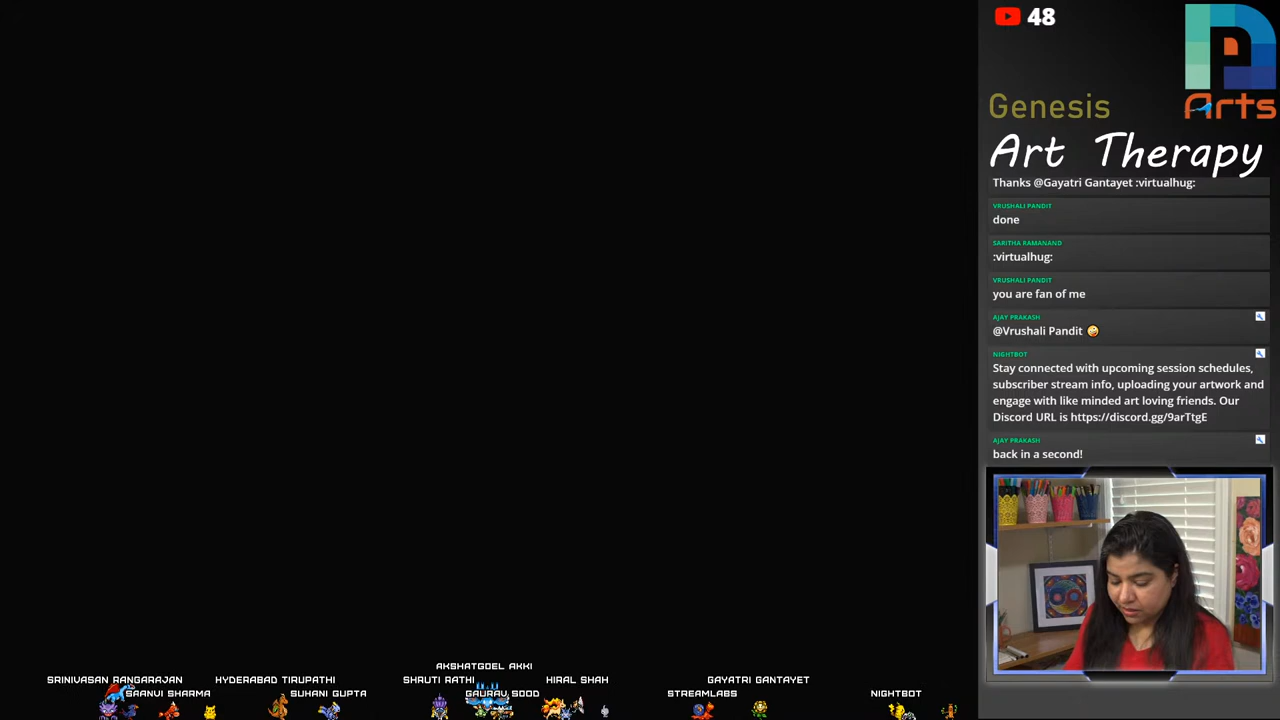 48
Arts
Genesis
Art Therapy
Thanks @Gayatri Gantayet :virtualhug:
VRUSHALI PANDIT
done
SARITHA RAMANAND
:virtualhug:
VRUSHALI PANDIT
you are fan of me
AJAY PRAKASH
@Vrushali Pandit
NIGHTBOT
Stay connected with upcoming session schedules,
subscriber stream info, uploading your artwork and
engage with like minded art loving friends. Our
Discord URL is https://discord.gg/9arTtgE
AJAY PRAKASH
back in a second!
AKSHATGOEL AKKI
SRINIVASAN RANGARAJAN HYDERABAD TIRUPATHI SHRUTI RATHI HIRAL SHAH GAYATRI GANTAYET
SAANVI SHARMA SUHANI GUPTA GAURAV SOOD STREAMLABS NIGHTBOT